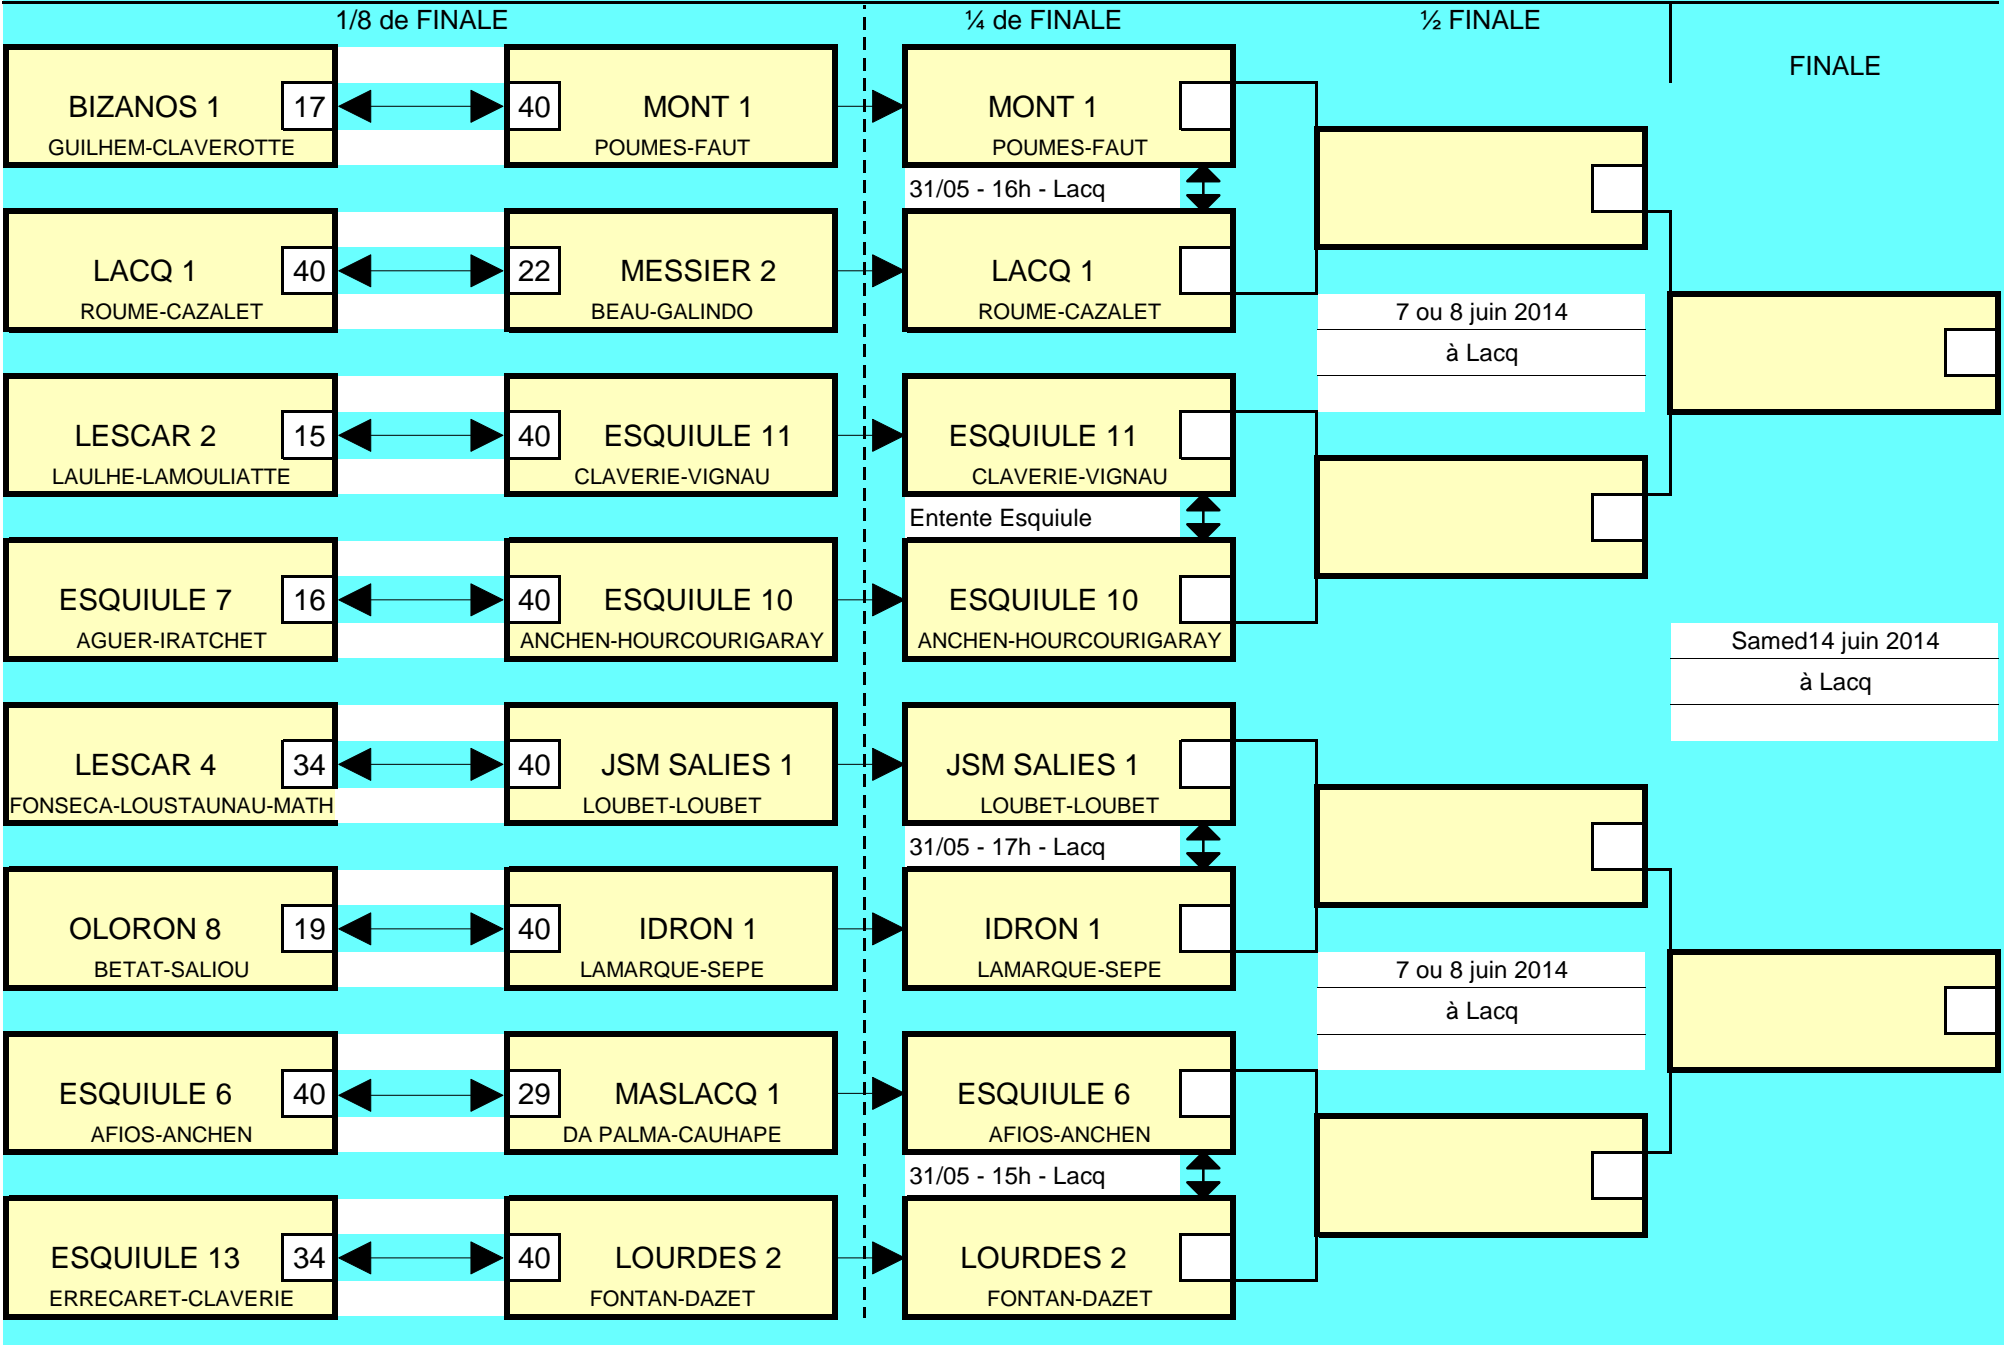 1/8 de FINALE
¼ de FINALE
½ FINALE
FINALE
BIZANOS 1
17
GUILHEM-CLAVEROTTE
40
MONT 1
POUMES-FAUT
MONT 1
POUMES-FAUT
31/05 - 16h - Lacq
LACQ 1
40
ROUME-CAZALET
22
MESSIER 2
BEAU-GALINDO
LACQ 1
ROUME-CAZALET
7 ou 8 juin 2014
à Lacq
LESCAR 2
15
LAULHE-LAMOULIATTE
40
ESQUIULE 11
CLAVERIE-VIGNAU
ESQUIULE 11
CLAVERIE-VIGNAU
Entente Esquiule
ESQUIULE 7
16
AGUER-IRATCHET
40
ESQUIULE 10
ANCHEN-HOURCOURIGARAY
ESQUIULE 10
ANCHEN-HOURCOURIGARAY
Samed14 juin 2014
à Lacq
LESCAR 4
34
FONSECA-LOUSTAUNAU-MATH
40
JSM SALIES 1
LOUBET-LOUBET
JSM SALIES 1
LOUBET-LOUBET
31/05 - 17h - Lacq
OLORON 8
19
BETAT-SALIOU
40
IDRON 1
LAMARQUE-SEPE
IDRON 1
LAMARQUE-SEPE
7 ou 8 juin 2014
à Lacq
ESQUIULE 6
40
AFIOS-ANCHEN
29
MASLACQ 1
DA PALMA-CAUHAPE
ESQUIULE 6
AFIOS-ANCHEN
31/05 - 15h - Lacq
ESQUIULE 13
34
ERRECARET-CLAVERIE
40
LOURDES 2
FONTAN-DAZET
LOURDES 2
FONTAN-DAZET